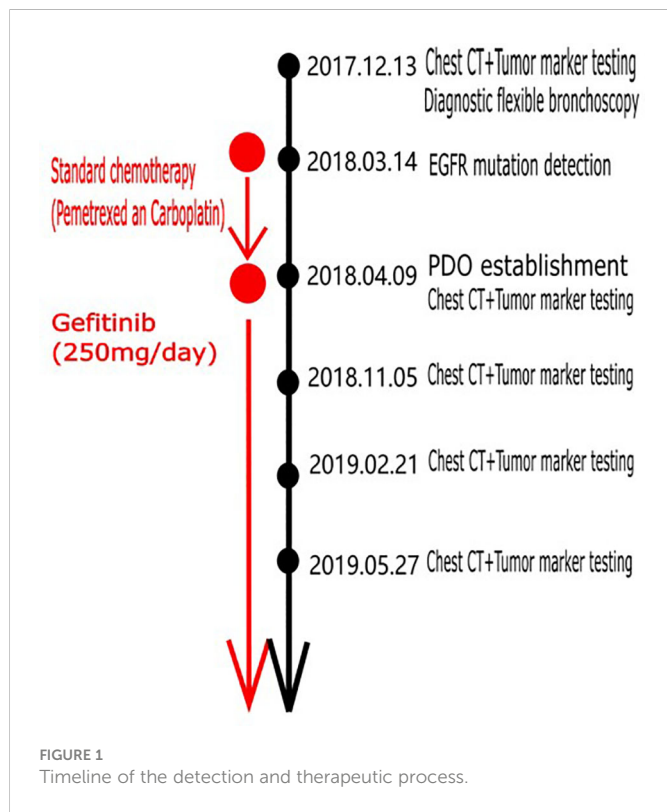 2017.12.13 Chest CT+Tumor marker testing
Diagnostic flexible bronchoscopy
Standard chemotherapy
(Pemetrexed an Carboplatin)
2018.03.14 EGFR mutation detection
2018.04.09 PDO establishment
Chest CT+Tumor marker testing
Gefitinib
(250mg/day)
2018.11.05 Chest CT+Tumor marker testing
2019.02.21 Chest CT+Tumor marker testing
2019.05.27 Chest CT+Tumor marker testing
FIGURE 1
Timeline of the detection and therapeutic process.